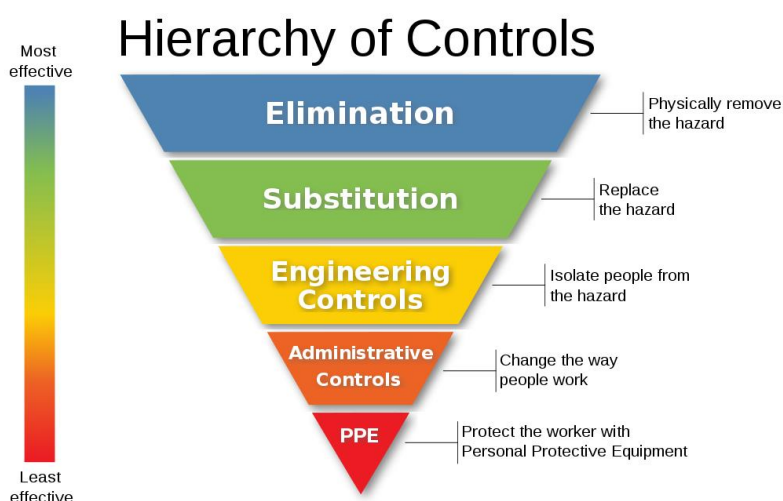 Hierarchy of Controls
Most
effective
Elimination
Physically remove
the hazard
Substitution
Replace
the hazard
Engineering
Controls
Isolate people from
the hazard
Administrative
Controls
Change the way
people work
PPE
Protect the worker with
Personal Protective Equipment
Least
effective